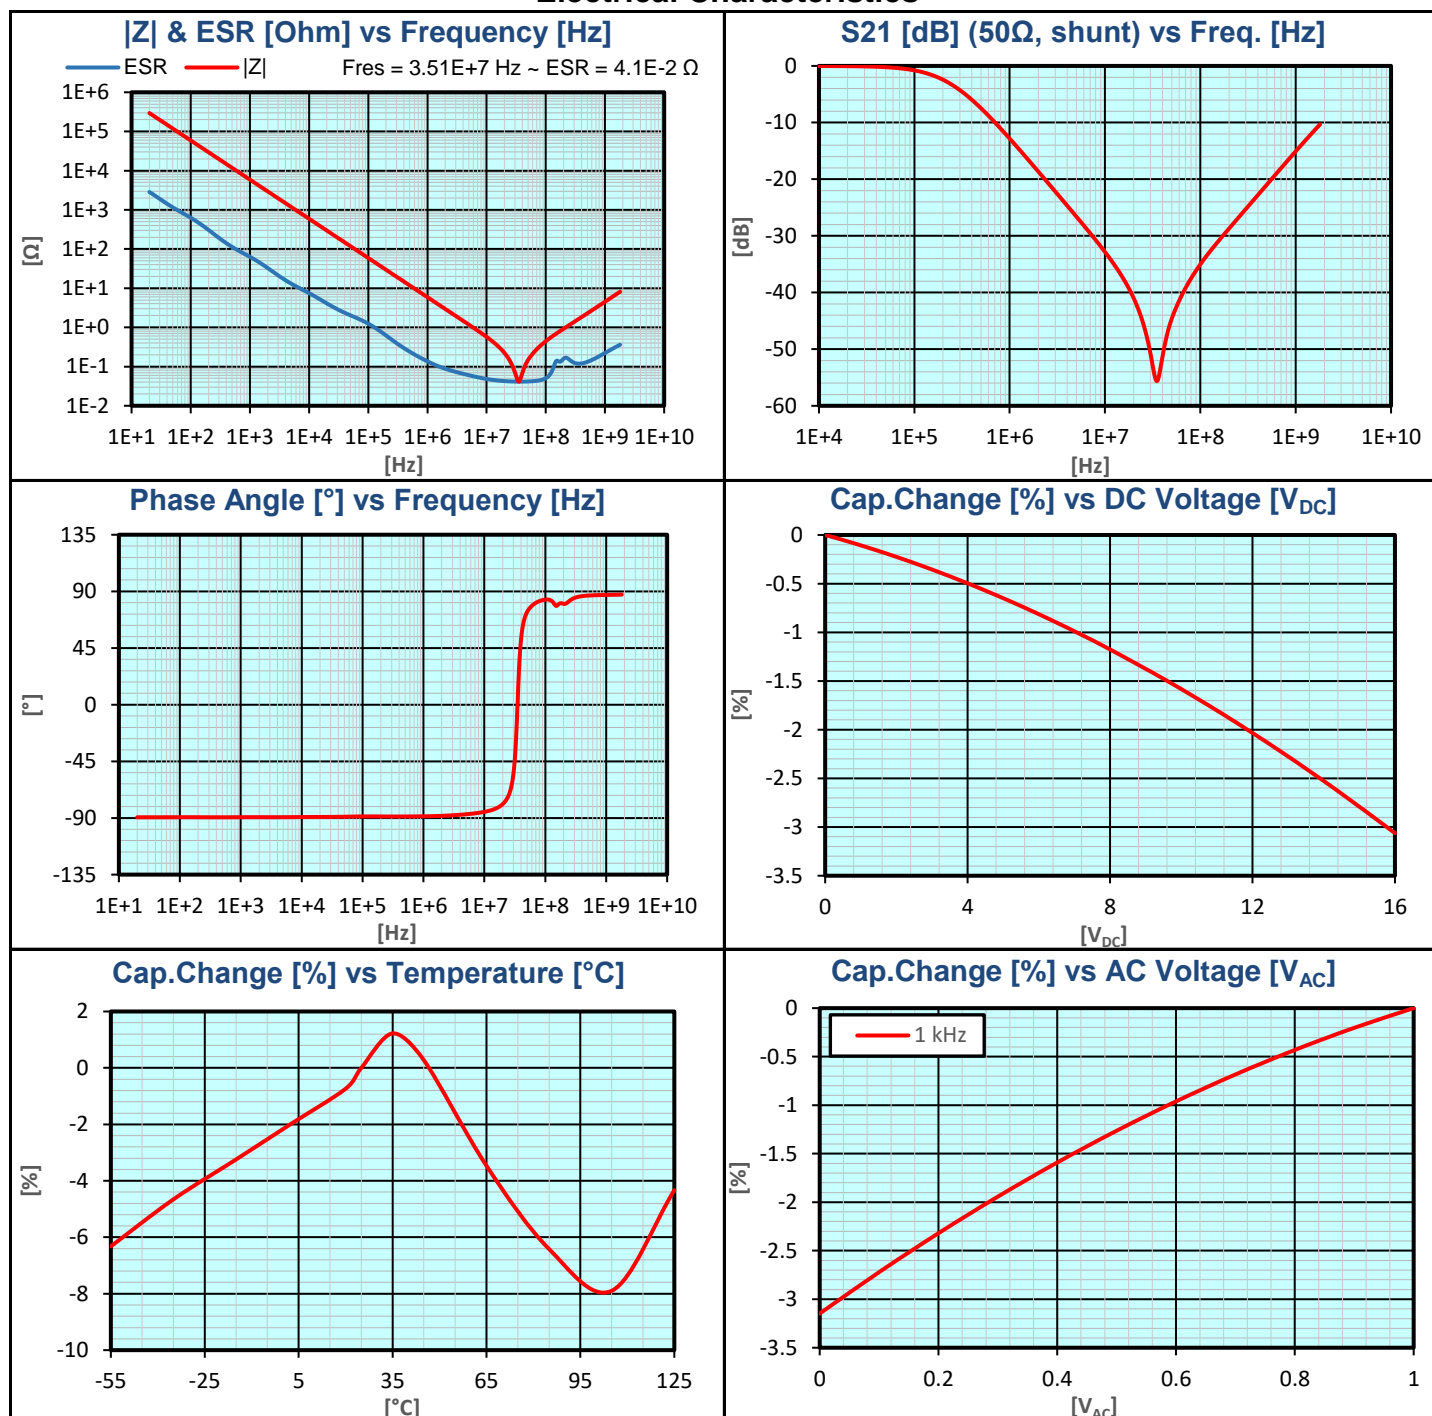 |Z| & ESR [Ohm] vs Frequency [Hz]
ESR |Z| Fres = 3.51E+7 Hz ~ ESR = 4.1E-2 Ω
1E+6
1E+5
1E+4
1E+3
1E+2
1E+1
1E+0
1E-1
1E-2
[Ω]
1E+1 1E+2 1E+3 1E+4 1E+5 1E+6 1E+7 1E+8 1E+9 1E+10
[Hz]
S21 [dB] (50Ω, shunt) vs Freq. [Hz]
0
-10
-20
-30
-40
-50
-60
[dB]
1E+4 1E+5 1E+6 1E+7 1E+8 1E+9 1E+10
[Hz]
Phase Angle [°] vs Frequency [Hz]
135
90
45
0
-45
-90
-135
[°]
1E+1 1E+2 1E+3 1E+4 1E+5 1E+6 1E+7 1E+8 1E+9 1E+10
[Hz]
Cap.Change [%] vs DC Voltage [VDC]
0
-0.5
-1
-1.5
-2
-2.5
-3
-3.5
[%]
0 4 8 12 16
[VDC]
Cap.Change [%] vs Temperature [°C]
2
0
-2
-4
-6
-8
-10
[%]
-55 -25 5 35 65 95 125
[°C]
Cap.Change [%] vs AC Voltage [VAC]
1 kHz
0
-0.5
-1
-1.5
-2
-2.5
-3
-3.5
[%]
0 0.2 0.4 0.6 0.8 1
[VAC]